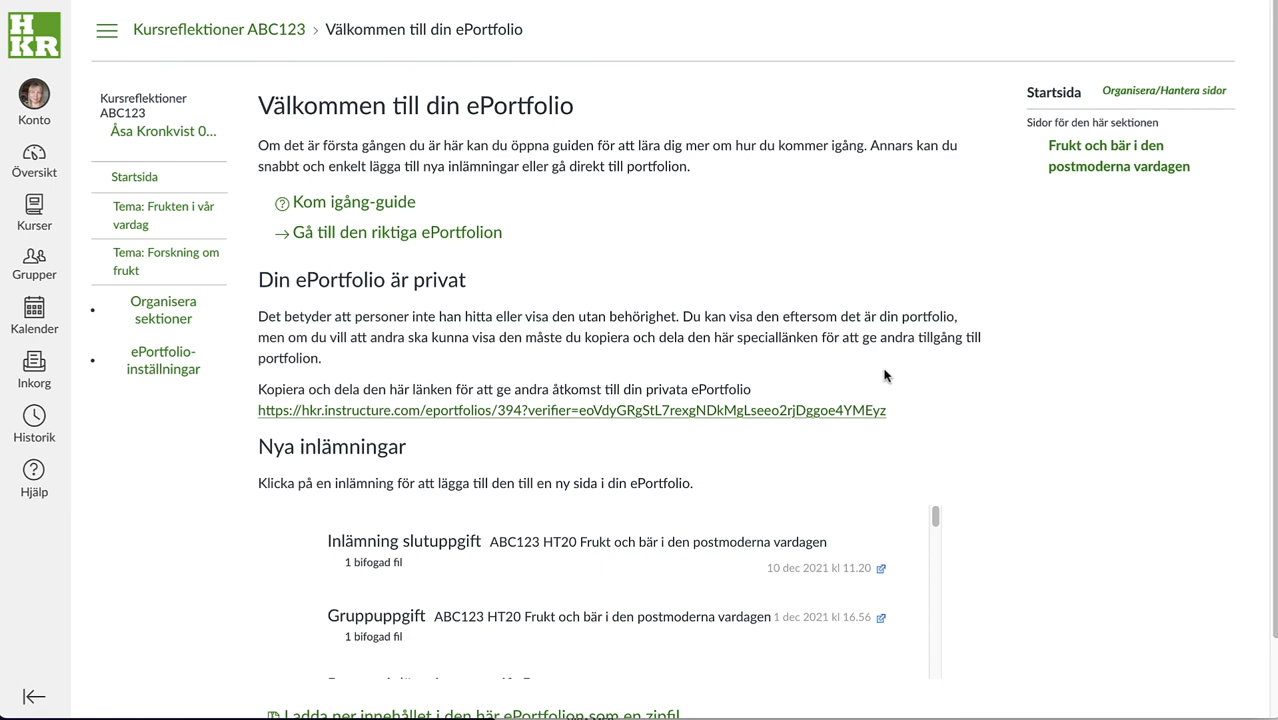 HKR
Kursreflektioner ABC123 › Välkommen till din ePortfolio
Konto
Översikt
Kurser
Grupper
Kalender
Inkorg
Historik
Hjälp
Kursreflektioner
ABC123
Åsa Kronkvist 0...
Startsida
Tema: Frukten i vår
vardag
Tema: Forskning om
frukt
Organisera
sektioner
ePortfolio-
inställningar
Välkommen till din ePortfolio
Om det är första gången du är här kan du öppna guiden för att lära dig mer om hur du kommer igång. Annars kan du
snabbt och enkelt lägga till nya inlämningar eller gå direkt till portfolion.
Kom igång-guide
Gå till den riktiga ePortfolion
Din ePortfolio är privat
Det betyder att personer inte han hitta eller visa den utan behörighet. Du kan visa den eftersom det är din portfolio,
men om du vill att andra ska kunna visa den måste du kopiera och dela den här speciallänken för att ge andra tillgång till
portfolion.
Kopiera och dela den här länken för att ge andra åtkomst till din privata ePortfolio
https://hkr.instructure.com/eportfolios/394?verifier=eoVdyGRgStL7rexgNDkMgLseeo2rjDggoe4YMEyz
Nya inlämningar
Klicka på en inlämning för att lägga till den till en ny sida i din ePortfolio.
Inlämning slutuppgift ABC123 HT20 Frukt och bär i den postmoderna vardagen
1 bifogad fil
10 dec 2021 kl 11.20
Gruppuppgift ABC123 HT20 Frukt och bär i den postmoderna vardagen 1 dec 2021 kl 16.56
1 bifogad fil
Ladda ner innehållet i den här ePortfolion som en zipfil
Startsida Organisera/Hantera sidor
Sidor för den här sektionen
Frukt och bär i den
postmoderna vardagen